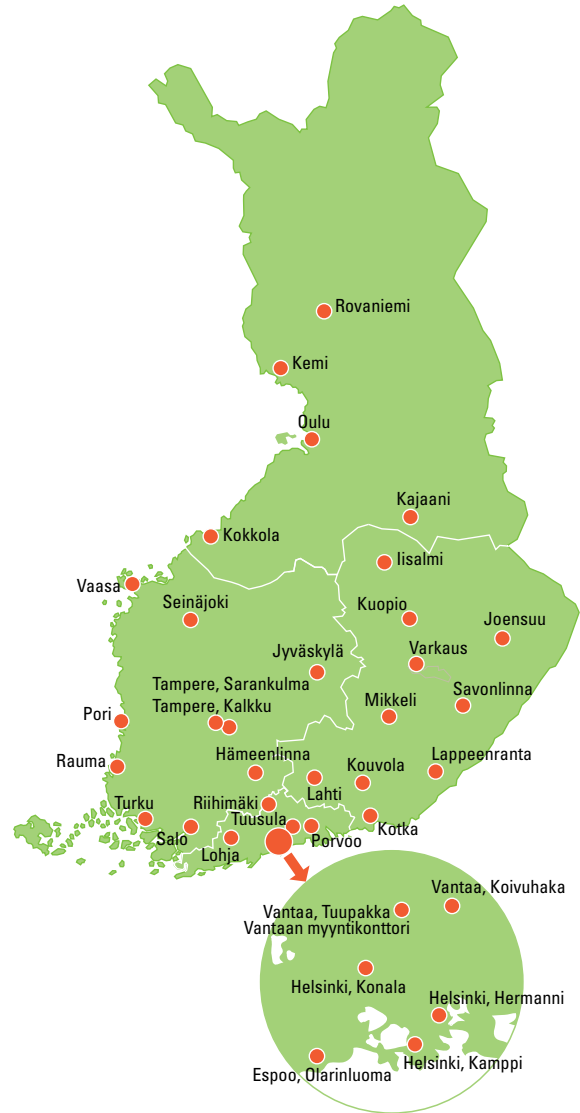 Rovaniemi
Kemi
Oulu
Kajaani
Kokkola
Iisalmi
Vaasa
Seinäjoki
Kuopio
Joensuu
Jyväskylä
Varkaus
Tampere, Sarankulma
Tampere, Kalkku
Savonlinna
Mikkeli
Pori
Hämeenlinna
Kouvola
Lappeenranta
Rauma
Lahti
Turku
Riihimäki
Tuusula
Kotka
Salo
Lohja
Porvoo
Vantaa, Koivuhaka
Vantaa, Tuupakka
Vantaan myyntikonttori
Helsinki, Konala
Helsinki, Hermanni
Helsinki, Kamppi
Espoo, Olarinluoma